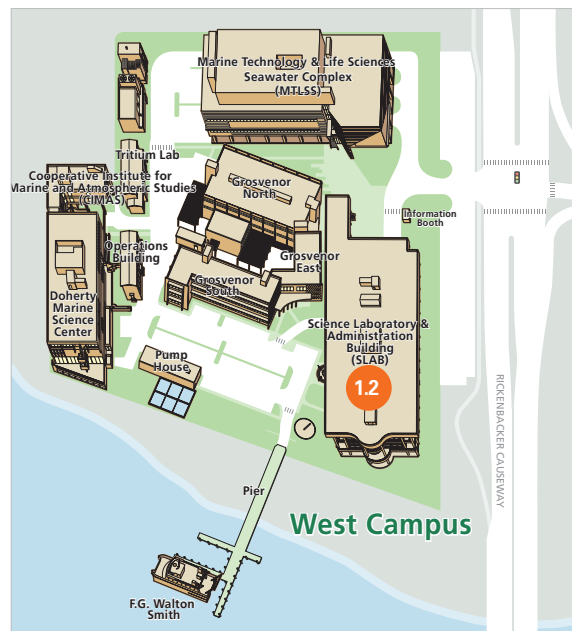 Marine Technology & Life Sciences
Seawater Complex
(MTLSS)
Tritium Lab
Cooperative Institute for
Marine and Atmospheric Studies
(CIMAS)
Grosvenor
North
Information
Booth
Operations
Building
Grosvenor
East
Grosvenor
South
Doherty
Marine
Science
Center
Science Laboratory &
Administration
Building
(SLAB)
1.2
Pump
House
RICKENBACKER CAUSEWAY
Pier
West Campus
F.G. Walton
Smith